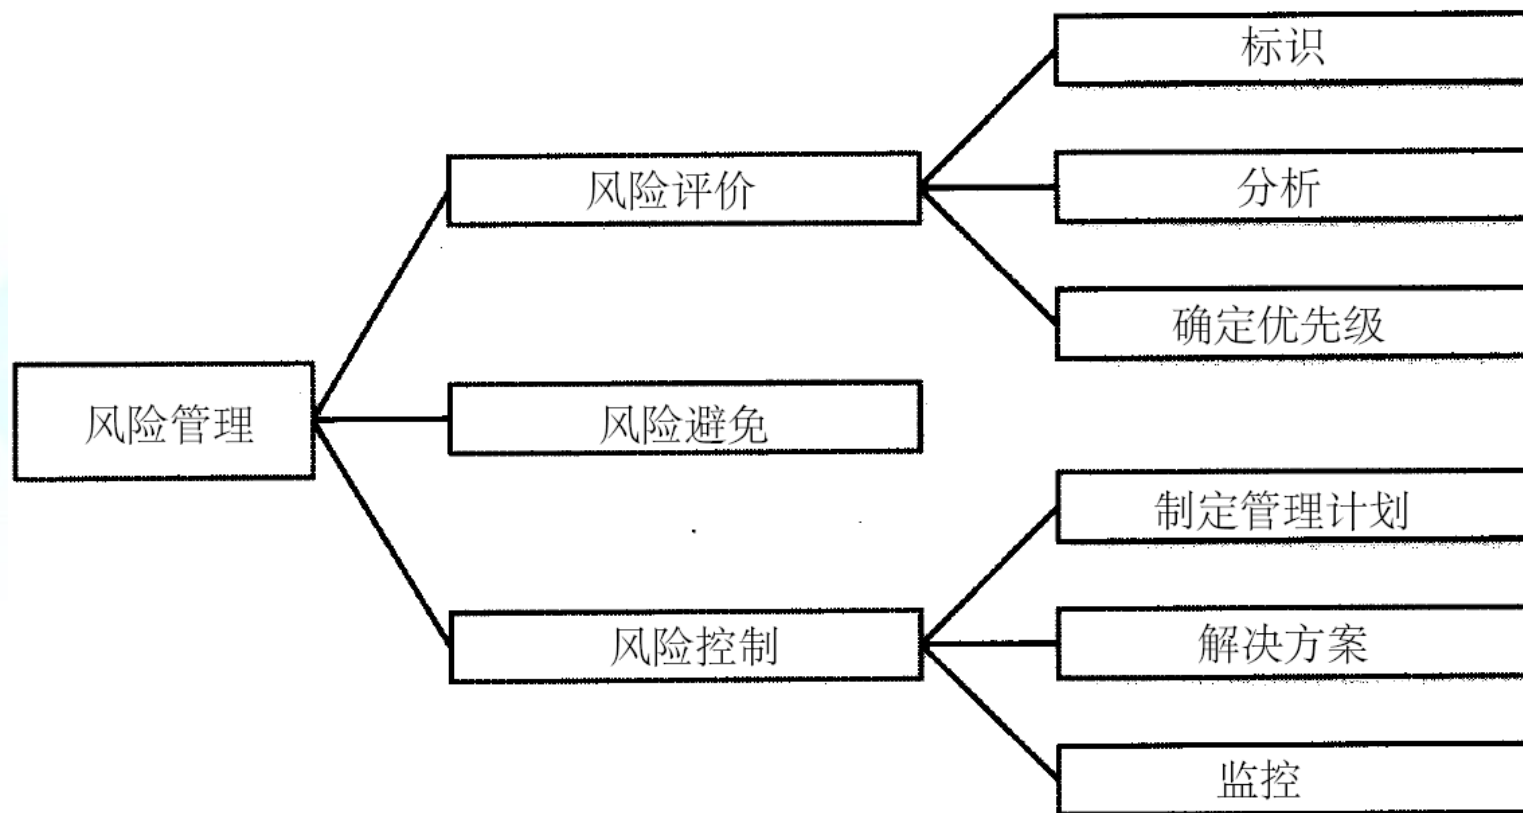 标识
风险评价
分析
确定优先级
风险管理
风险避免
制定管理计划
风险控制
解决方案
监控